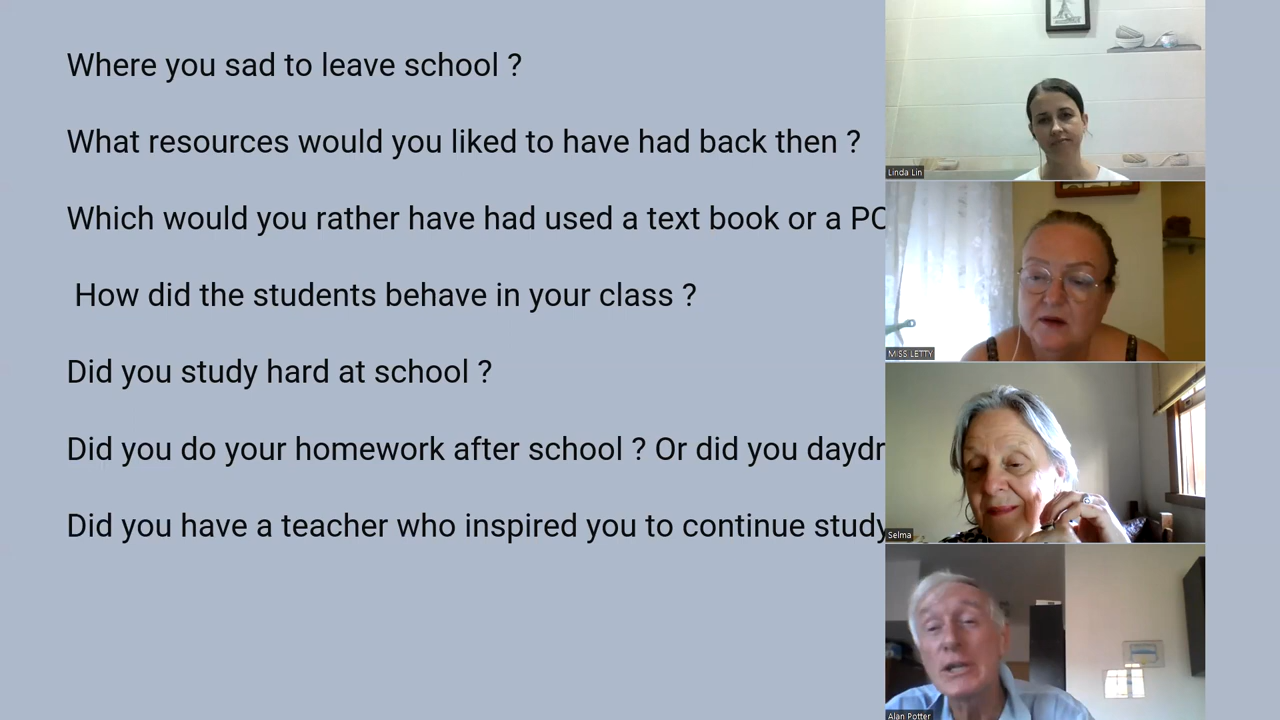 Where you sad to leave school ?
What resources would you liked to have had back then ?
Which would you rather have had used a text book or a PC
How did the students behave in your class ?
Did you study hard at school ?
Did you do your homework after school ? Or did you daydr
Did you have a teacher who inspired you to continue study
Linda Lin
MISS LETTY
Selma
Alan Potter